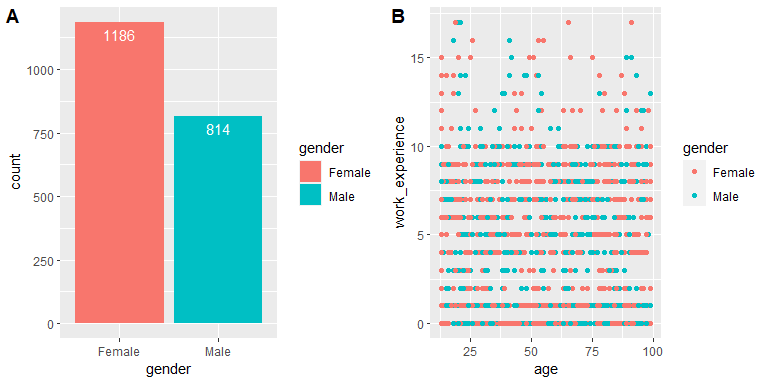 A
count
1000
750
500
250
0
1186
814
Female
Male
gender
gender
Female
Male
B
work_experience
15
10
5
0
25
50
75
100
age
gender
Female
Male